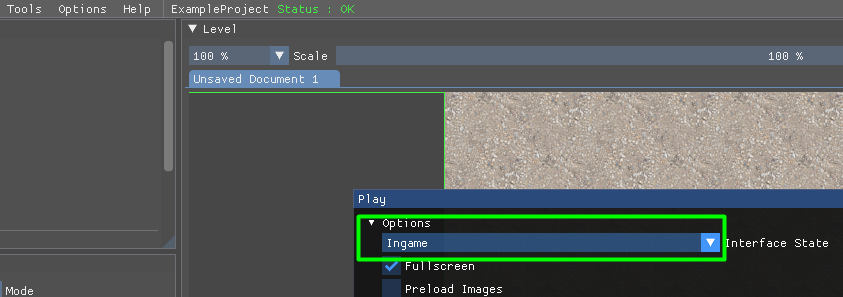 Tools Options Help ExampleProject Status : OK
Level
100 % Scale 100 %
Unsaved Document 1
Play
Options
Ingame Interface State
Fullscreen
Preload Images
Mode